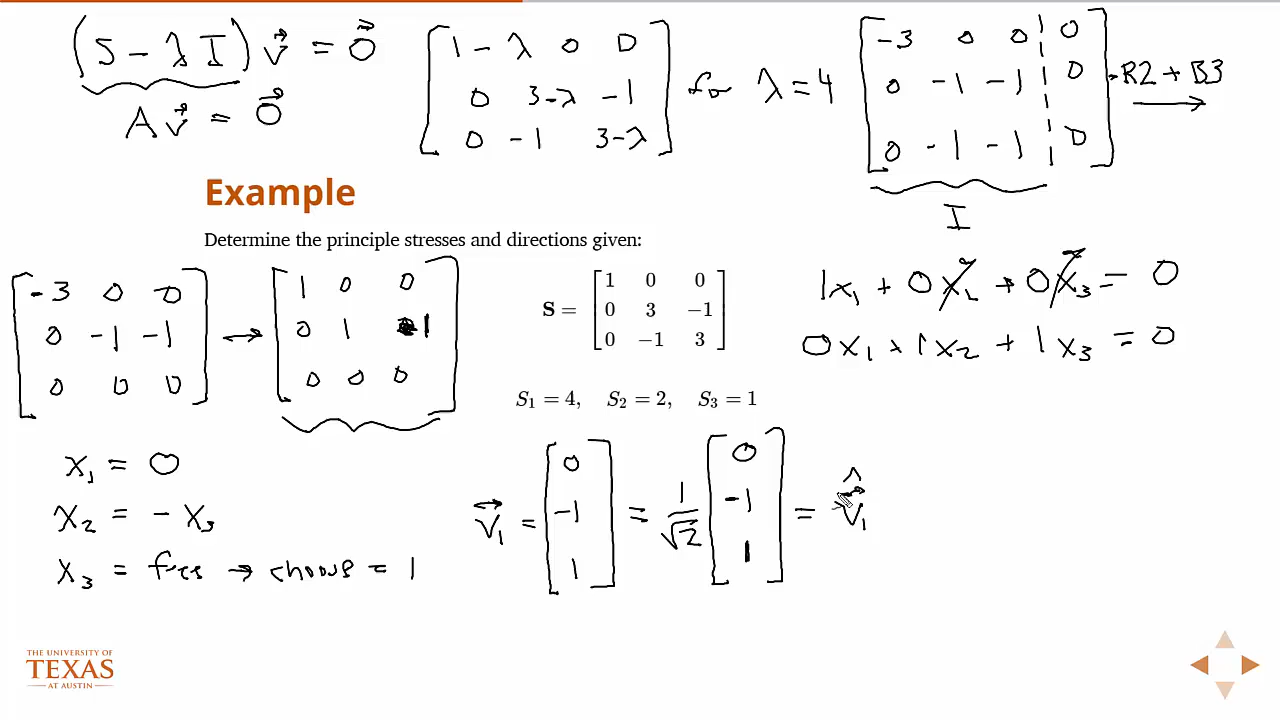 (S - λ I) v⃗ = 0⃗
A v⃗ = 0⃗
[1 - λ 0 0
0 3-λ -1
0 -1 3-λ]
for λ = 4
[-3 0 0 | 0
0 -1 -1 | 0
0 -1 -1 | 0]
-R2 + R3 →
I
Example
Determine the principle stresses and directions given:
[-3 0 0
0 -1 -1
0 0 0]
→
[1 0 0
0 1 1
0 0 0]
S = [1 0 0
0 3 −1
0 −1 3]
1x₁ + 0x₂ + 0x₃ = 0
0x₁ + 1x₂ + 1x₃ = 0
S₁ = 4, S₂ = 2, S₃ = 1
x₁ = 0
x₂ = - x₃
x₃ = free → choose = 1
v⃗₁ = [0
-1
1]
= 1/√2 [0
-1
1]
= v̂₁
THE UNIVERSITY OF
TEXAS
AT AUSTIN